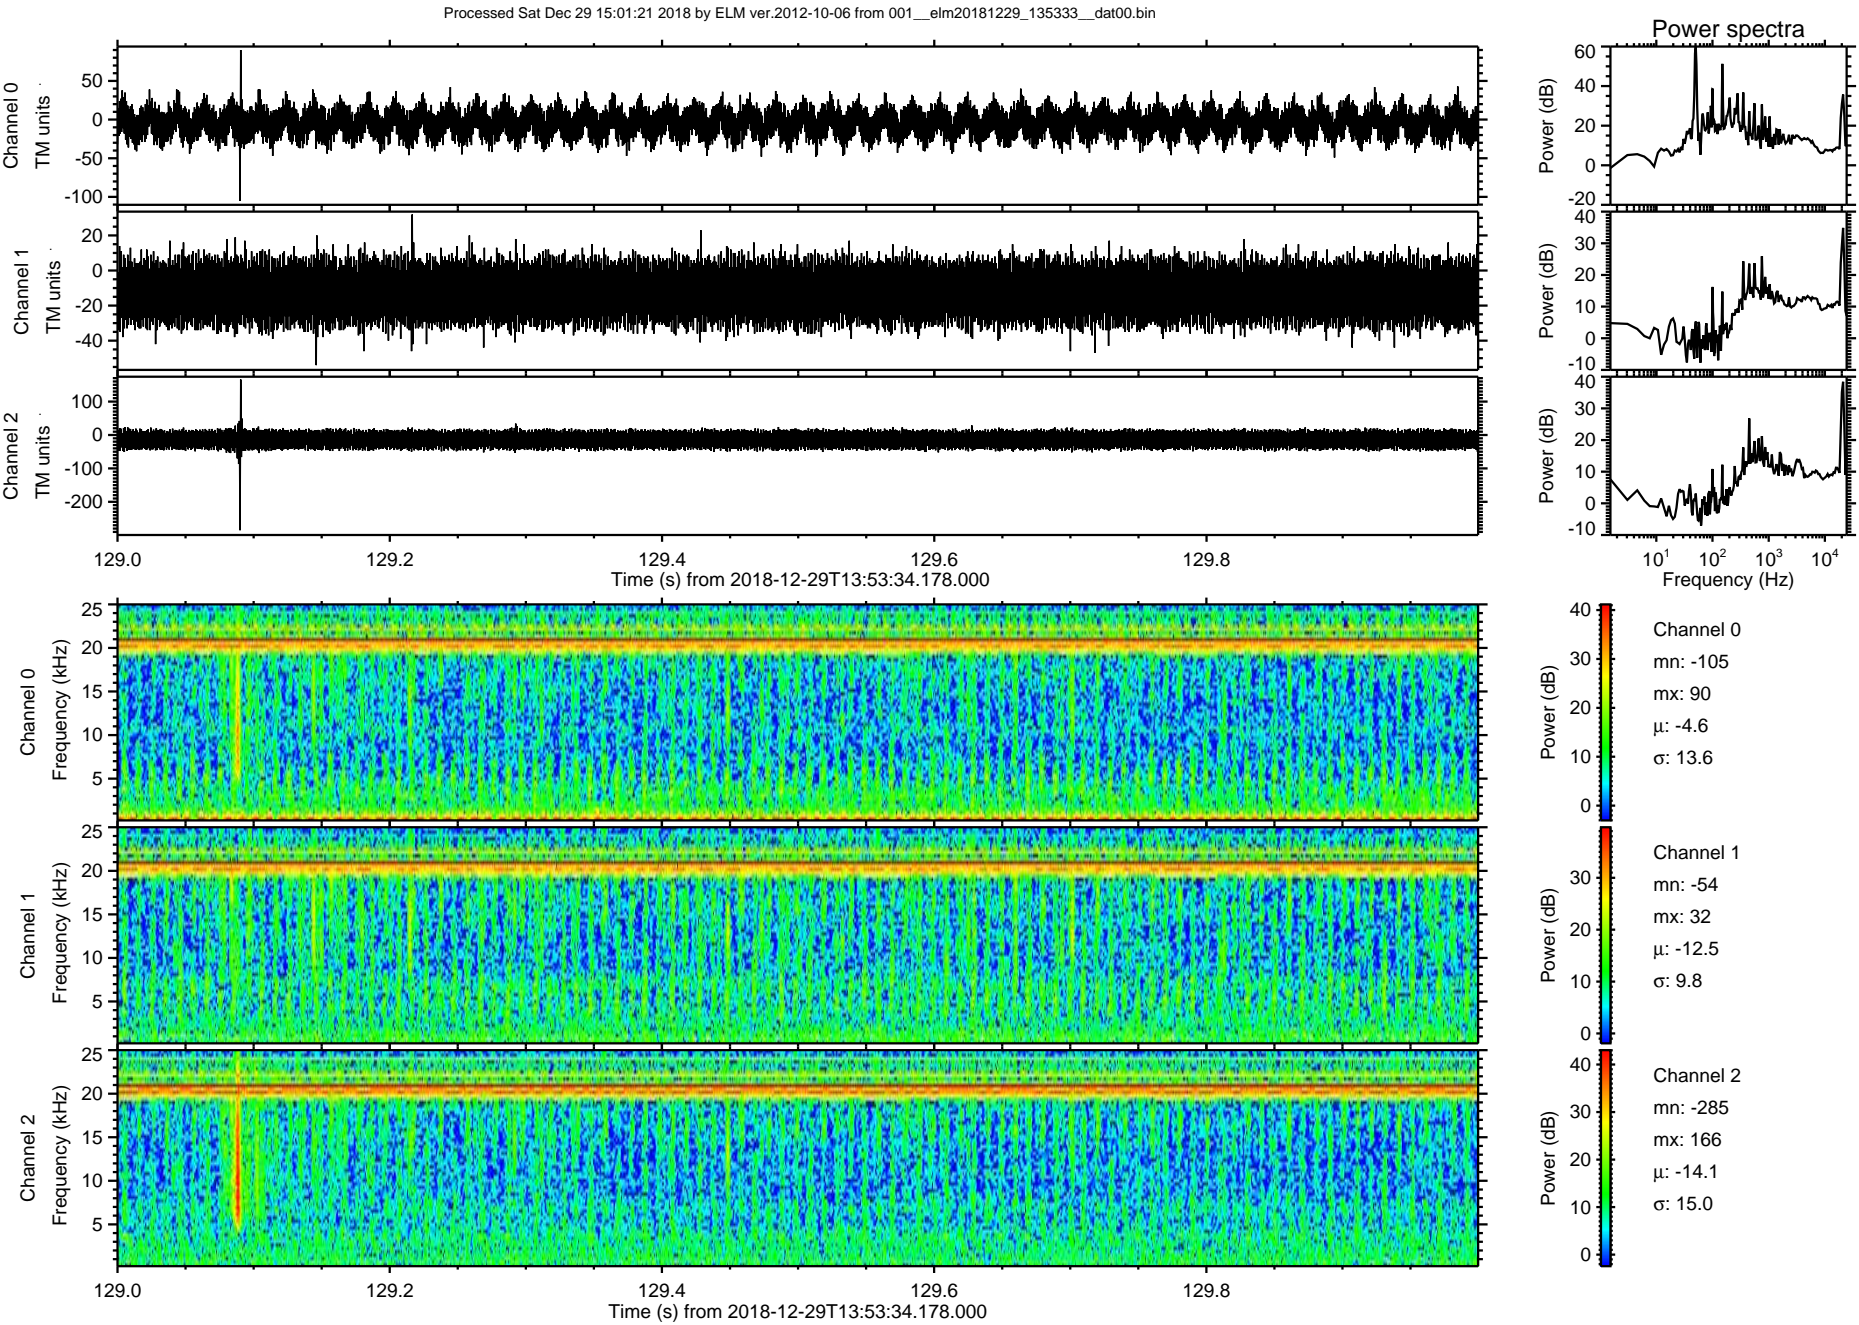 Processed Sat Dec 29 15:01:21 2018 by ELM ver.2012-10-06 from 001__elm20181229_135333__dat00.bin
Power spectra
Channel 0
TM units
50
0
-50
-100
Power (dB)
60
40
20
0
-20
Channel 1
TM units
20
0
-20
-40
Power (dB)
40
30
20
10
0
-10
Channel 2
TM units
100
0
-100
-200
Power (dB)
40
30
20
10
0
-10
129.0 129.2 129.4 129.6 129.8
Time (s) from 2018-12-29T13:53:34.178.000
10¹ 10² 10³ 10⁴
Frequency (Hz)
Channel 0
Frequency (kHz)
25
20
15
10
5
Power (dB)
40
30
20
10
0
Channel 0
mn: -105
mx: 90
µ: -4.6
σ: 13.6
Channel 1
Frequency (kHz)
25
20
15
10
5
Power (dB)
30
20
10
0
Channel 1
mn: -54
mx: 32
µ: -12.5
σ: 9.8
Channel 2
Frequency (kHz)
25
20
15
10
5
Power (dB)
40
30
20
10
0
Channel 2
mn: -285
mx: 166
µ: -14.1
σ: 15.0
129.0 129.2 129.4 129.6 129.8
Time (s) from 2018-12-29T13:53:34.178.000